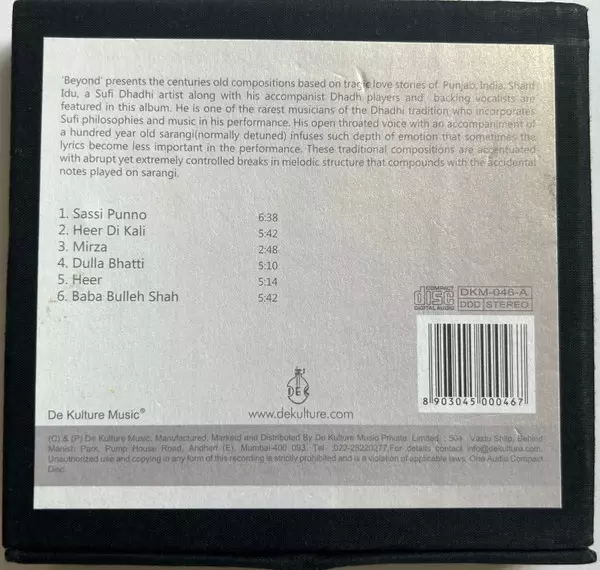 'Beyond' presents the centuries old compositions based on tragic love stories of Punjab, India. Sharif
Idu, a Sufi Dhadhi artist along with his accompanist Dhadh players and backing vocalists are
featured in this album. He is one of the rarest musicians of the Dhadhi tradition who incorporates
Sufi philosophies and music in his performance. His open throated voice with an accompaniment of
a hundred year old sarangi(normally detuned) infuses such depth of emotion that sometimes the
lyrics become less important in the performance. These traditional compositions are accentuated
with abrupt yet extremely controlled breaks in melodic structure that compounds with the accidental
notes played on sarangi.
1. Sassi Punno 6:38
2. Heer Di Kali 5:42
3. Mirza 2:48
4. Dulla Bhatti 5:10
5. Heer 5:14
6. Baba Bulleh Shah 5:42
COMPACT
disc
DIGITAL AUDIO
DKM-046-A
DDD STEREO
8 903045 000467
DEK
De Kulture Music®
www.dekulture.com
(C) & (P) De Kulture Music, Manufactured, Marketd and Distributed By De Kulture Music Private Limited, : Vastu Shilp, Behind
Manish Park, Pump House Road, Andheri (E), Mumbai-400 093. Tel: 022-28220277.For details contact info@dekulture.com.
Unauthorized use and copying in any form of this recording is strictly prohibited and is a violation of applicable laws. One Audio Compact
Disc.